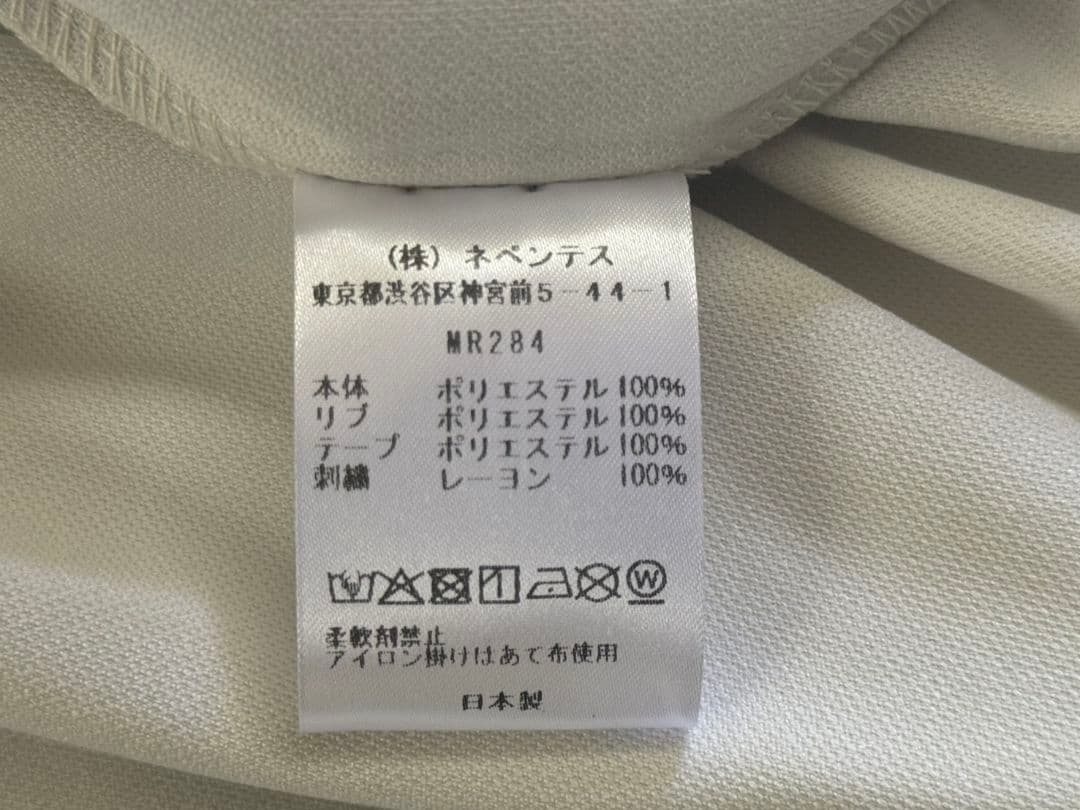 (株) ネペンテス
東京都渋谷区神宮前5-44-1
MR284
本体 ポリエステル 100%
リブ ポリエステル 100%
テープ ポリエステル 100%
刺繍 レーヨン 100%
W
柔軟剤禁止
アイロン掛けはあて布使用
日本製